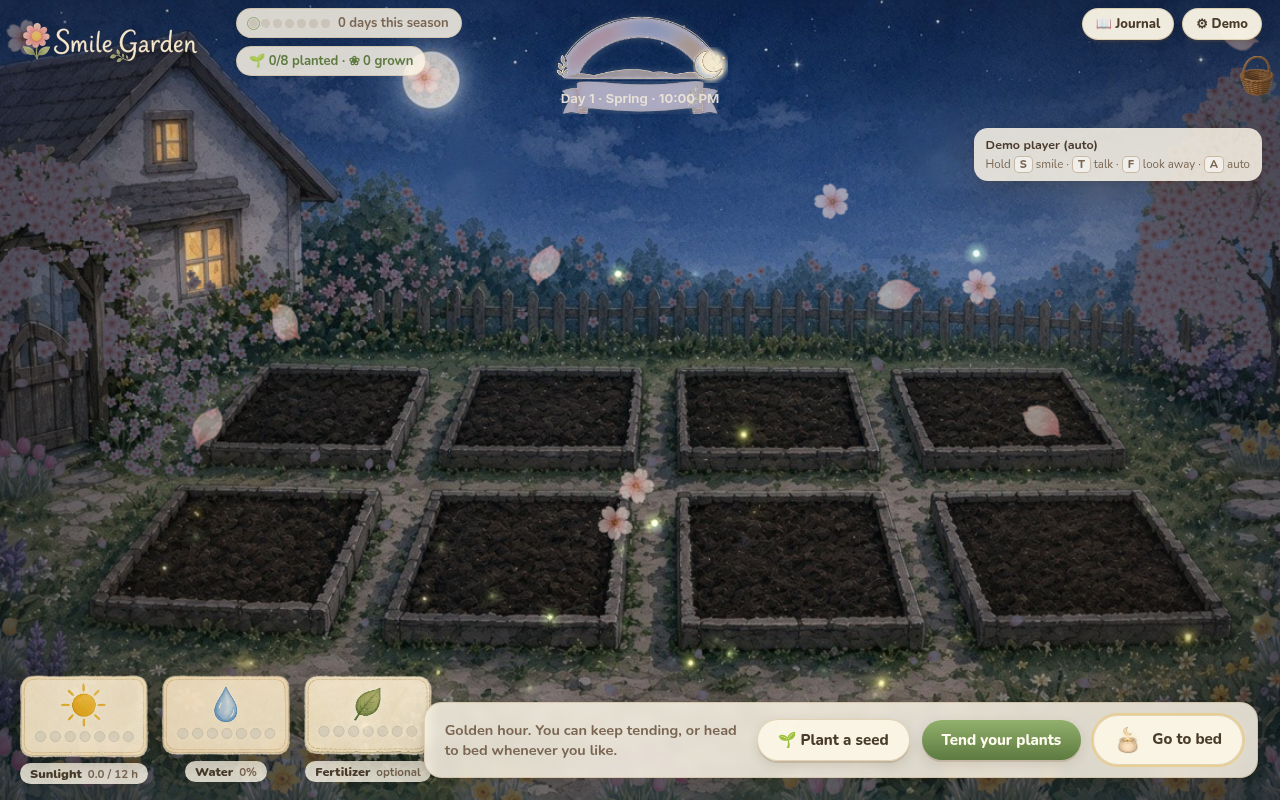 Smile Garden
0 days this season
0/8 planted · 0 grown
Day 1 · Spring · 10:00 PM
Journal
Demo
Demo player (auto)
Hold S smile · T talk · F look away · A auto
Sunlight 0.0 / 12 h
Water 0%
Fertilizer optional
Golden hour. You can keep tending, or head
to bed whenever you like.
Plant a seed
Tend your plants
Go to bed